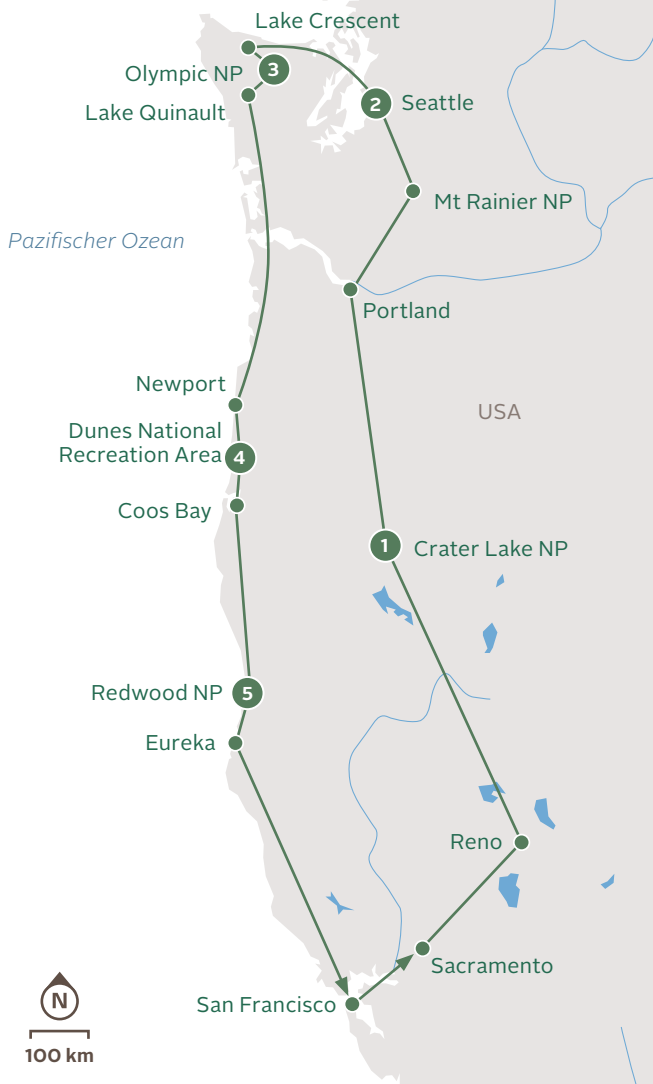 Lake Crescent
Olympic NP
3
Lake Quinault
2
Seattle
Mt Rainier NP
Pazifischer Ozean
Portland
Newport
USA
Dunes National
Recreation Area
4
Coos Bay
1
Crater Lake NP
Redwood NP
5
Eureka
Reno
Sacramento
San Francisco
N
100 km